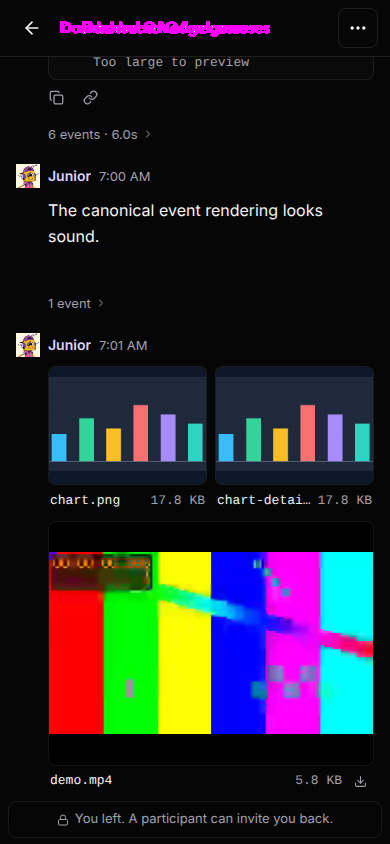 Too large to preview
6 events · 6.0s
Junior 7:00 AM
The canonical event rendering looks
sound.
1 event
Junior 7:01 AM
chart.png 17.8 KB chart-detai… 17.8 KB
demo.mp4 5.8 KB
You left. A participant can invite you back.